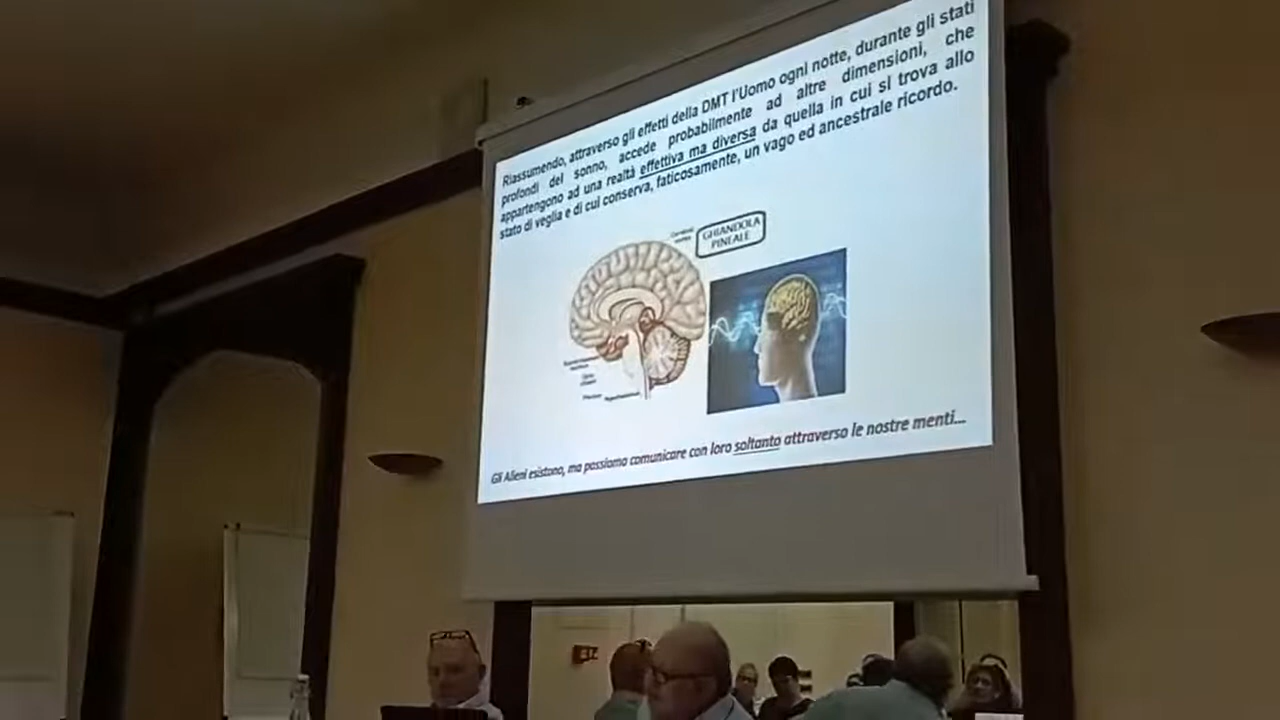 Riassumendo, attraverso gli effetti della DMT l'Uomo ogni notte, durante gli stati
profondi del sonno, accede probabilmente ad altre dimensioni, che
appartengono ad una realtà effettiva ma diversa da quella in cui si trova allo
stato di veglia e di cui conserva, faticosamente, un vago ed ancestrale ricordo.
GHIANDOLA
PINEALE
Gli Alieni esistono, ma possiamo comunicare con loro soltanto attraverso le nostre menti...